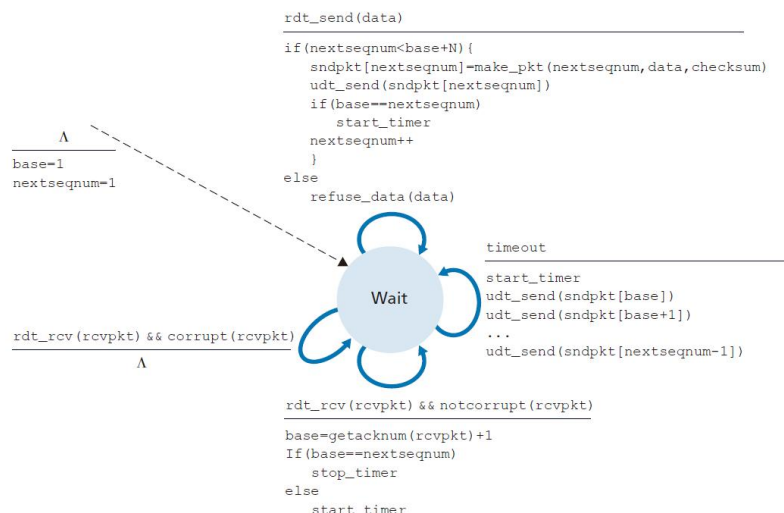 rdt_send(data)
if(nextseqnum<base+N){
sndpkt[nextseqnum]=make_pkt(nextseqnum,data,checksum)
udt_send(sndpkt[nextseqnum])
if(base==nextseqnum)
start_timer
nextseqnum++
}
else
refuse_data(data)
Λ
base=1
nextseqnum=1
Wait
timeout
start_timer
udt_send(sndpkt[base])
udt_send(sndpkt[base+1])
...
udt_send(sndpkt[nextseqnum-1])
rdt_rcv(rcvpkt) && corrupt(rcvpkt)
Λ
rdt_rcv(rcvpkt) && notcorrupt(rcvpkt)
base=getacknum(rcvpkt)+1
If(base==nextseqnum)
stop_timer
else
start_timer